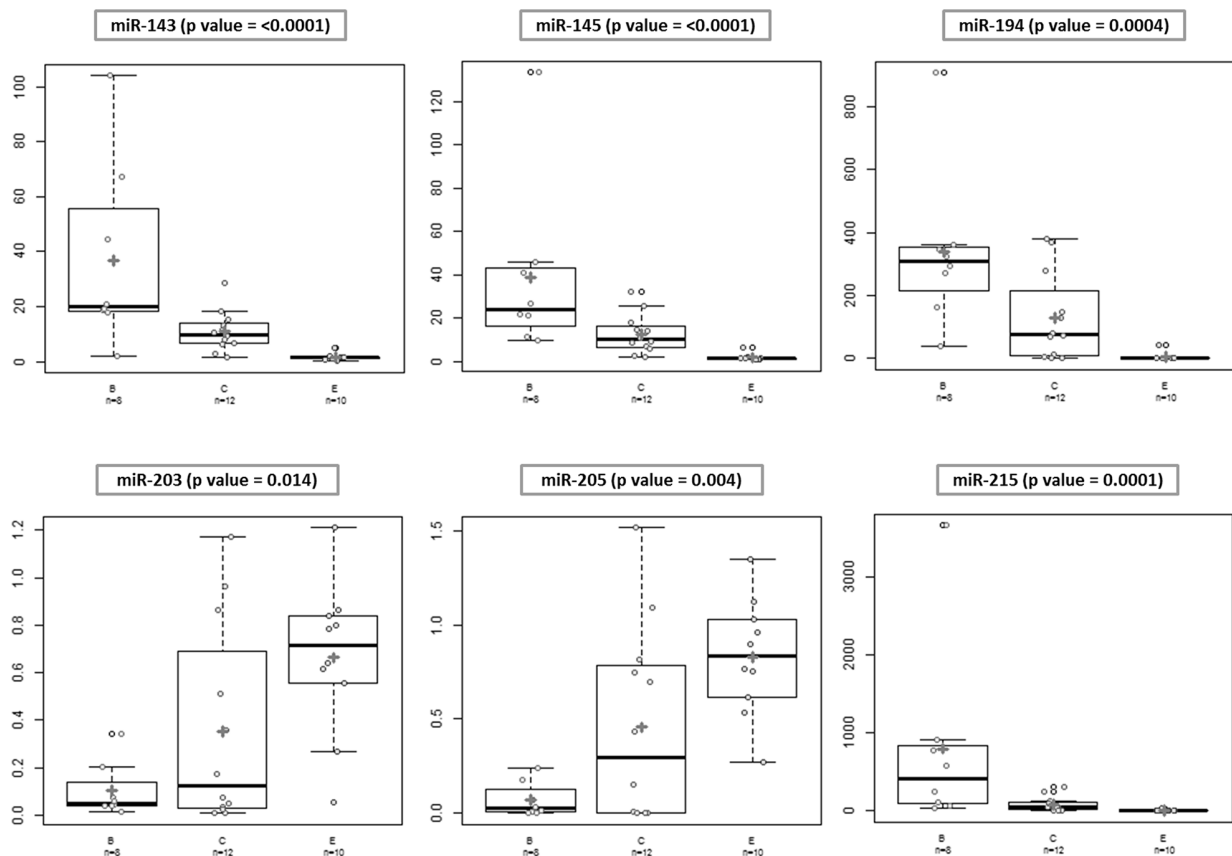 miR-143 (p value = <0.0001)
100
80
60
40
20
0
B
n=8
C
n=12
E
n=10
miR-145 (p value = <0.0001)
120
100
80
60
40
20
0
B
n=8
C
n=12
E
n=10
miR-194 (p value = 0.0004)
800
600
400
200
0
B
n=8
C
n=12
E
n=10
miR-203 (p value = 0.014)
1.2
1.0
0.8
0.6
0.4
0.2
0.0
B
n=8
C
n=12
E
n=10
miR-205 (p value = 0.004)
1.5
1.0
0.5
0.0
B
n=8
C
n=12
E
n=10
miR-215 (p value = 0.0001)
3000
2000
1000
0
B
n=8
C
n=12
E
n=10